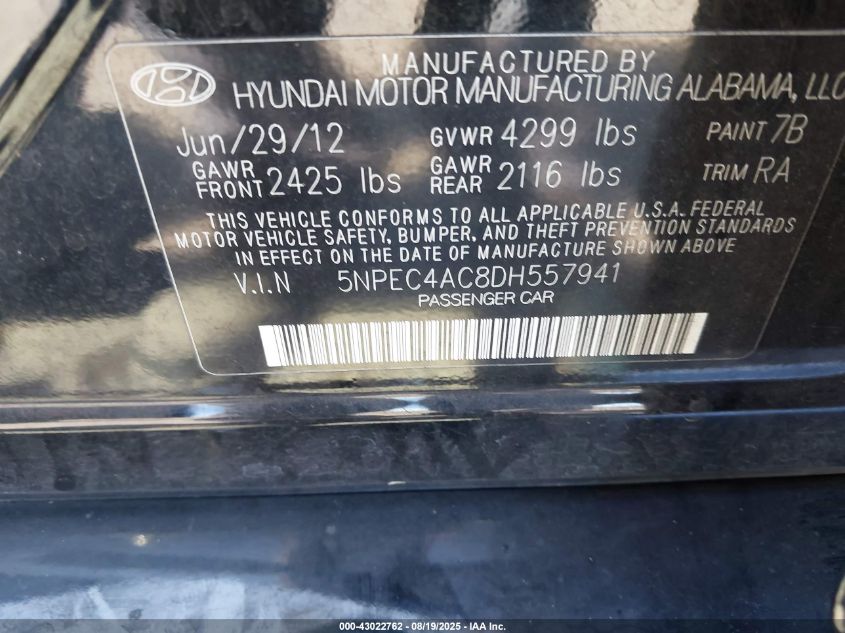 MANUFACTURED BY
HYUNDAI MOTOR MANUFACTURING ALABAMA, LLC
Jun/29/12 GVWR 4299 lbs PAINT 7B
GAWR FRONT 2425 lbs GAWR REAR 2116 lbs TRIM RA
THIS VEHICLE CONFORMS TO ALL APPLICABLE U.S.A. FEDERAL
MOTOR VEHICLE SAFETY, BUMPER, AND THEFT PREVENTION STANDARDS
IN EFFECT ON THE DATE OF MANUFACTURE SHOWN ABOVE
V.I.N 5NPEC4AC8DH557941
PASSENGER CAR
000-43022762 - 08/19/2025 - IAA Inc.